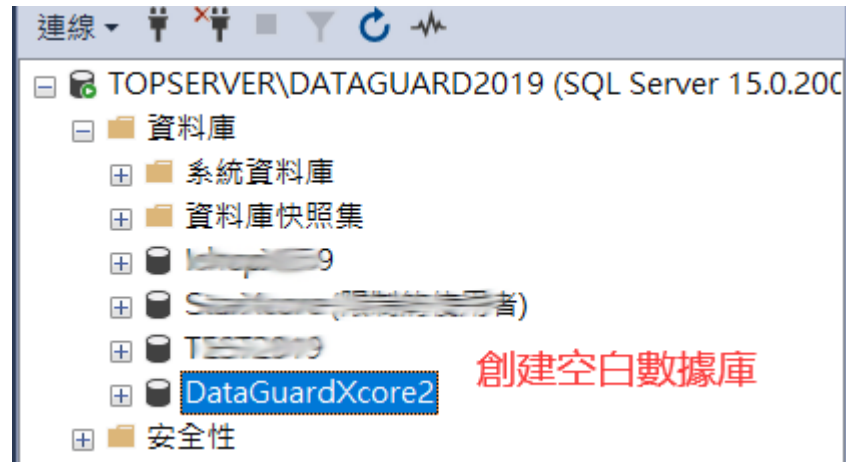 連線
TOPSERVER\DATAGUARD2019 (SQL Server 15.0.200
資料庫
系統資料庫
資料庫快照集
9
者)
DataGuardXcore2
創建空白數據庫
安全性